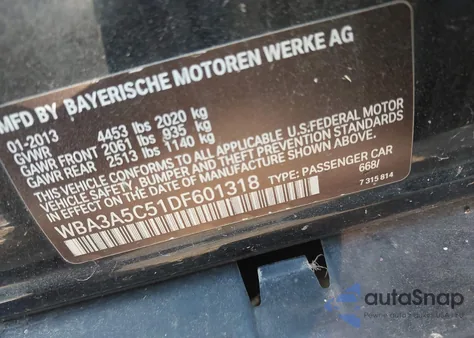 MFD BY BAYERISCHE MOTOREN WERKE AG
01-2013 4453 lbs 2020 kg
GVWR
GAWR FRONT 2061 lbs 935 kg
GAWR REAR 2513 lbs 1140 kg
THIS VEHICLE CONFORMS TO ALL APPLICABLE U.S.FEDERAL MOTOR
VEHICLE SAFETY, BUMPER AND THEFT PREVENTION STANDARDS
IN EFFECT ON THE DATE OF MANUFACTURE SHOWN ABOVE.
WBA3A5C51DF601318 TYPE: PASSENGER CAR
668/
7 315 814
autoSnap